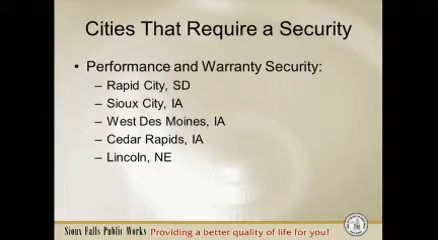 Cities That Require a Security
• Performance and Warranty Security:
– Rapid City, SD
– Sioux City, IA
– West Des Moines, IA
– Cedar Rapids, IA
– Lincoln, NE
Sioux Falls Public Works Providing a better quality of life for you!